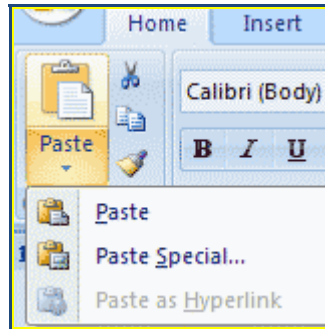 Home Insert
Calibri (Body)
Paste
B I U
Paste
Paste Special...
Paste as Hyperlink